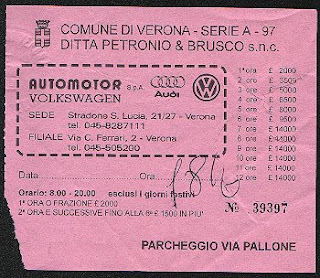 COMUNE DI VERONA - SERIE A - 97
DITTA PETRONIO & BRUSCO s.n.c.
AUTOMOTOR S.p.A.
VOLKSWAGEN
Audi
SEDE Stradone S. Lucia, 21/27 - Verona
tel. 045-8287111
FILIALE Via C. Ferrari, 2 - Verona
tel. 045-505200
1ª ora £ 2000
2 ore £ 3500
3 ore £ 5000
4 ore £ 6500
5 ore £ 8000
6 ore £ 9500
7 ore £ 11000
8 ore
9 ore £ 14000
10 ore £ 14000
11 ore £ 14000
12 ore £ 14000
Data Ora
Orario: 8.00 - 20.00 esclusi i giorni festivi
1ª ORA O FRAZIONE £ 2000
2ª ORA E SUCCESSIVE FINO ALLA 8ª £ 1500 IN PIU'
Nº 39397
PARCHEGGIO VIA PALLONE